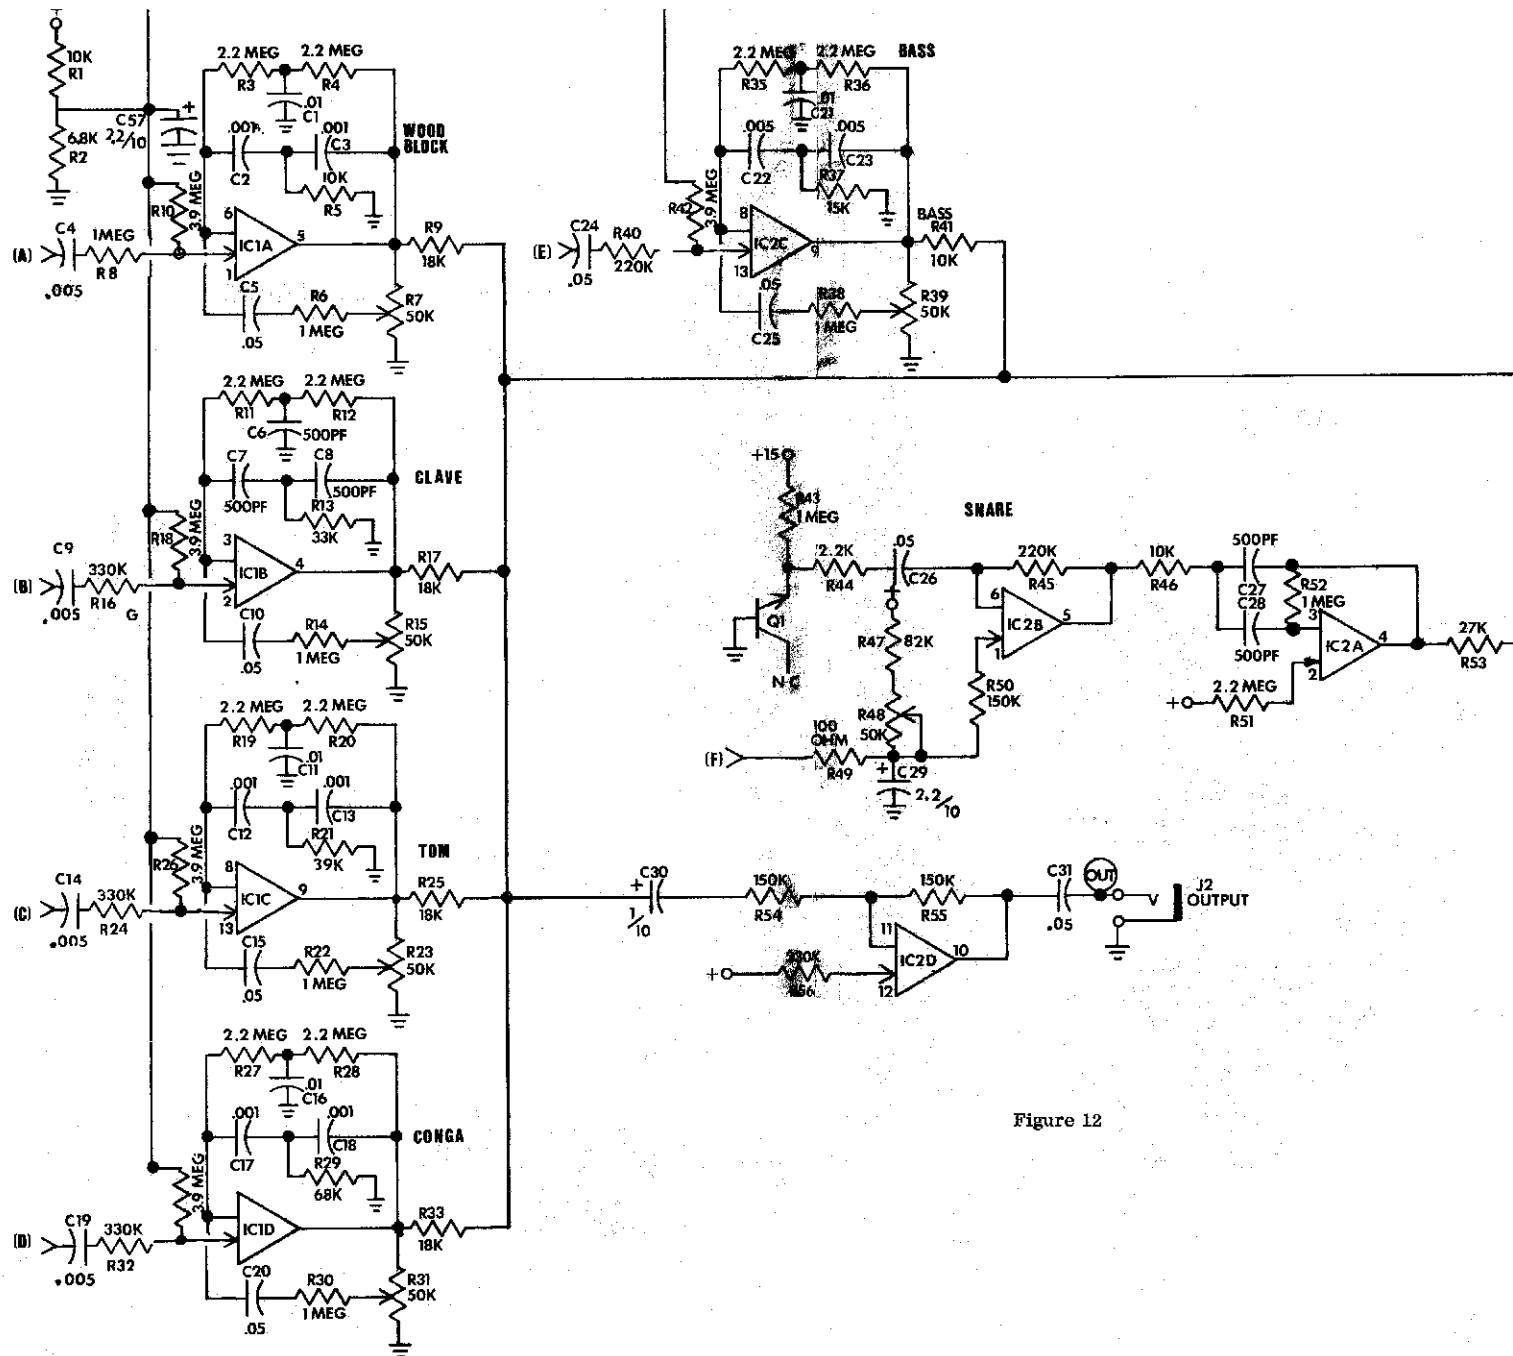 +
10K
R1
6.8K
R2
C57
2.2/10
+
2.2 MEG
2.2 MEG
R3
R4
.01
C1
.001
.001
C2
C3
10K
R5
WOOD
BLOCK
R10
3.9 MEG
C4
1MEG
(A)
R8
.005
6
IC1A
5
1
R9
18K
C5
R6
R7
50K
.05
1 MEG
2.2 MEG
2.2 MEG
R11
R12
C6
500PF
C7
C8
500PF
500PF
R13
33K
CLAVE
R18
3.9 MEG
C9
330K
(B)
.005
R16
G
3
IC1B
4
2
R17
18K
C10
R14
R15
50K
.05
1 MEG
2.2 MEG
2.2 MEG
R19
R20
.01
C11
.001
.001
C12
C13
R21
39K
TOM
R26
3.9 MEG
C14
330K
(C)
.005
R24
8
IC1C
9
13
R25
18K
C15
R22
R23
50K
.05
1 MEG
2.2 MEG
2.2 MEG
R27
R28
.01
C16
.001
.001
C17
C18
R29
68K
CONGA
3.9 MEG
C19
330K
(D)
.005
R32
IC1D
R33
18K
C20
R30
R31
50K
.05
1 MEG
2.2 MEG
2.2 MEG
BASS
R35
R36
.01
C21
.005
.005
C22
C23
R37
15K
R42
3.9 MEG
C24
R40
(E)
.05
220K
8
IC2C
9
13
BASS
R41
10K
.05
C25
R38
1 MEG
R39
50K
+15
R43
1 MEG
SNARE
2.2K
R44
.05
C26
220K
R45
10K
R46
500PF
C27
C28
500PF
R52
1 MEG
Q1
N C
+
R47
82K
6
IC2B
5
1
R48
50K
R50
150K
3
IC2A
4
2
27K
R53
2.2 MEG
+
R51
(F)
100
OHM
R49
+
C29
2.2/10
C30
+
1/10
150K
R54
150K
R55
11
IC2D
10
12
+
R56
C31
.05
OUT
V
J2
OUTPUT
Figure 12